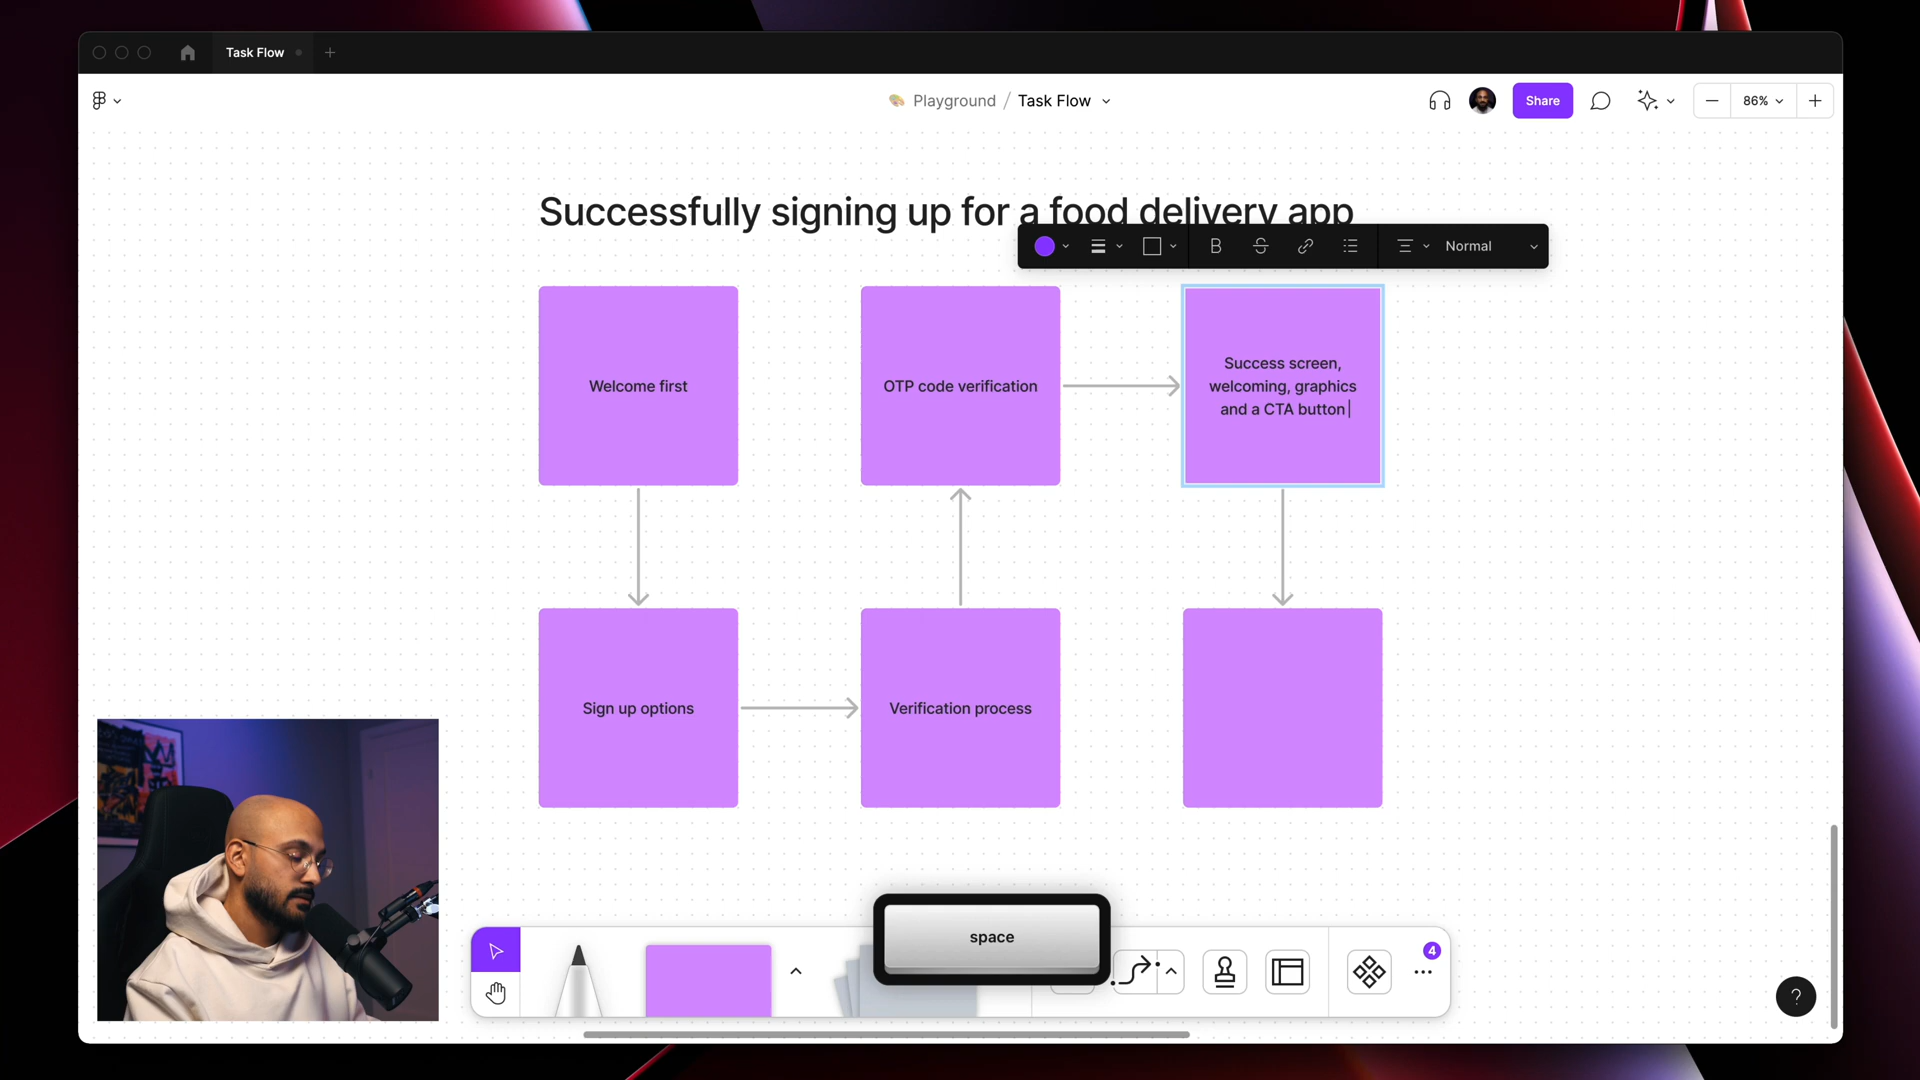 Task Flow
Playground / Task Flow
Share
86%
Successfully signing up for a food delivery app
Normal
Welcome first
OTP code verification
Success screen,
welcoming, graphics
and a CTA button
Sign up options
Verification process
space
4
?